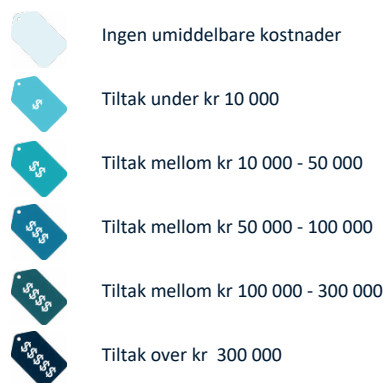 Ingen umiddelbare kostnader
$ Tiltak under kr 10 000
$$ Tiltak mellom kr 10 000 - 50 000
$$$ Tiltak mellom kr 50 000 - 100 000
$$$$ Tiltak mellom kr 100 000 - 300 000
$$$$$ Tiltak over kr  300 000